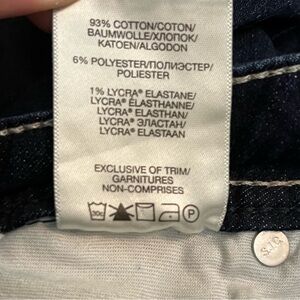 93% COTTON/COTON/
BAUMWOLLE/ХЛОПОК/
KATOEN/ALGODON
6% POLYESTER/ПОЛИЭСТЕР/
POLIESTER
1% LYCRA® ELASTANE/
LYCRA® ÉLASTHANNE/
LYCRA® ELASTHAN/
LYCRA® ЭЛАСТАН/
LYCRA® ELASTAAN
EXCLUSIVE OF TRIM/
GARNITURES
NON-COMPRISES
30c P